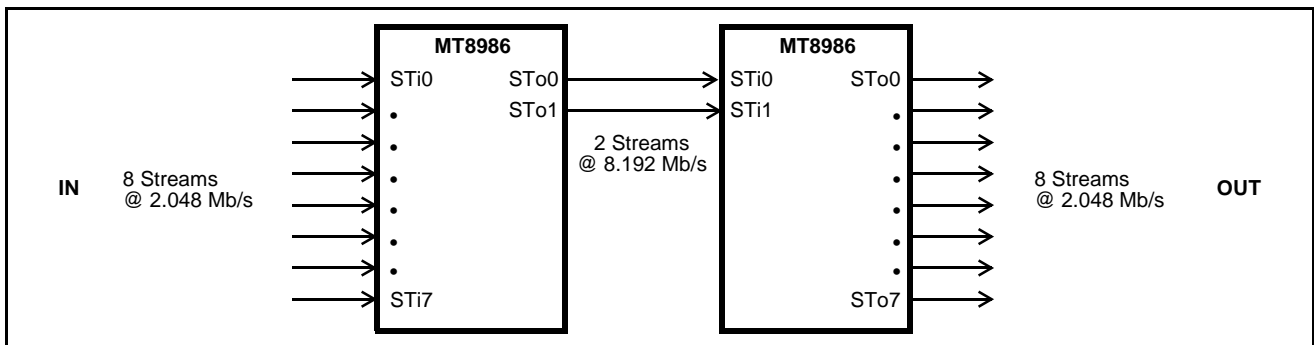 MT8986
MT8986
STi0
STo0
STi0
STo0
STo1
STi1
2 Streams
@ 8.192 Mb/s
IN
8 Streams
@ 2.048 Mb/s
8 Streams
@ 2.048 Mb/s
OUT
STi7
STo7